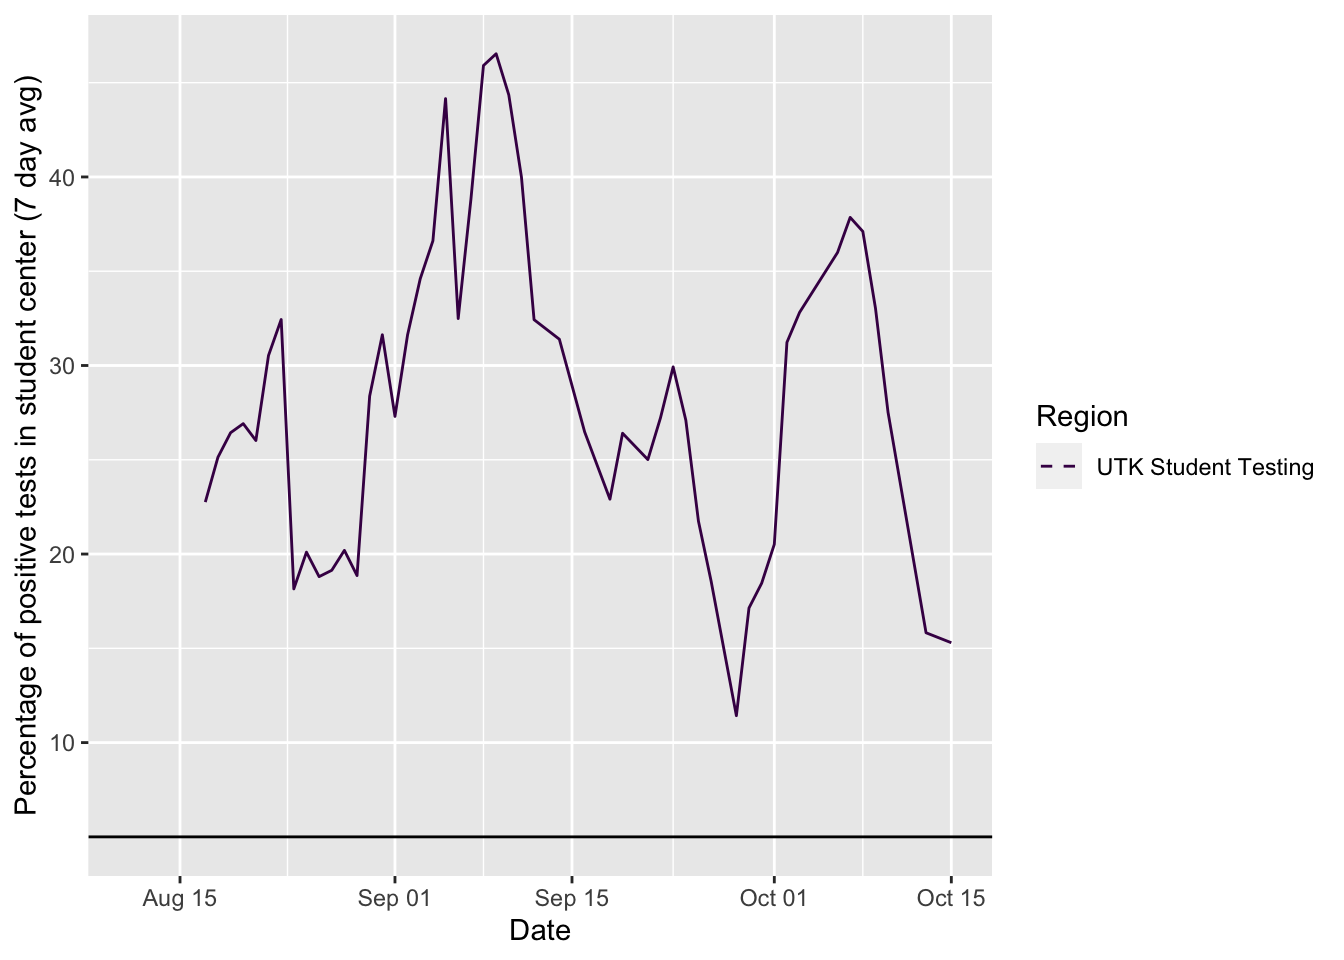 Percentage of positive tests in student center (7 day avg)
40
30
20
10
Aug 15
Sep 01
Sep 15
Oct 01
Oct 15
Date
Region
UTK Student Testing